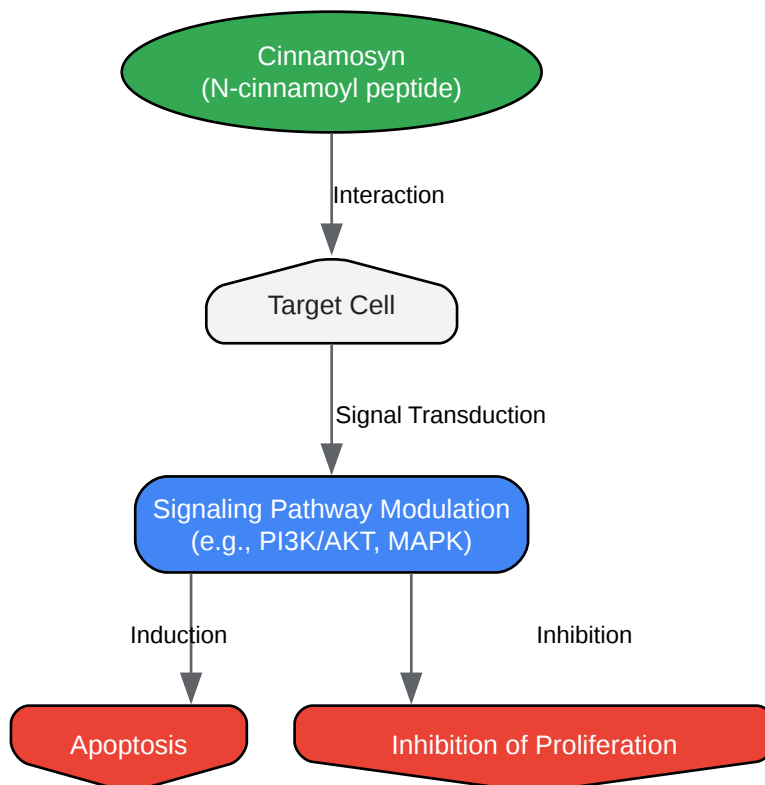 Cinnamosyn
(N-cinnamoyl peptide)
Interaction
Target Cell
Signal Transduction
Signaling Pathway Modulation
(e.g., PI3K/AKT, MAPK)
Induction
Inhibition
Apoptosis
Inhibition of Proliferation